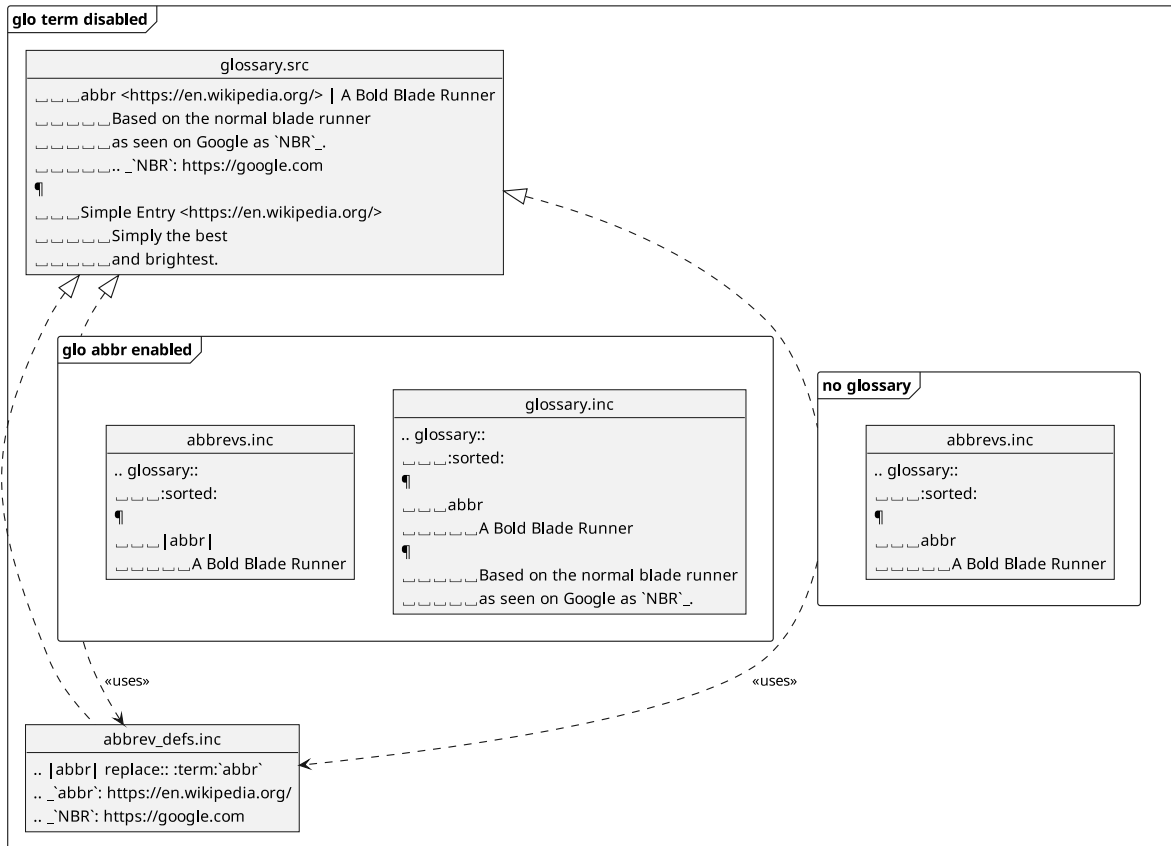 glo term disabled
glossary.src
␣␣␣abbr <https://en.wikipedia.org/> | A Bold Blade Runner
␣␣␣␣␣Based on the normal blade runner
␣␣␣␣␣as seen on Google as `NBR`_.
␣␣␣␣␣.. _`NBR`: https://google.com
¶
␣␣␣Simple Entry <https://en.wikipedia.org/>
␣␣␣␣␣Simply the best
␣␣␣␣␣and brightest.
glo abbr enabled
abbrevs.inc
.. glossary::
␣␣␣:sorted:
¶
␣␣␣|abbr|
␣␣␣␣␣A Bold Blade Runner
glossary.inc
.. glossary::
␣␣␣:sorted:
¶
␣␣␣abbr
␣␣␣␣␣A Bold Blade Runner
¶
␣␣␣␣␣Based on the normal blade runner
␣␣␣␣␣as seen on Google as `NBR`_.
no glossary
abbrevs.inc
.. glossary::
␣␣␣:sorted:
¶
␣␣␣abbr
␣␣␣␣␣A Bold Blade Runner
«uses»
«uses»
abbrev_defs.inc
.. |abbr| replace:: :term:`abbr`
.. _`abbr`: https://en.wikipedia.org/
.. _`NBR`: https://google.com